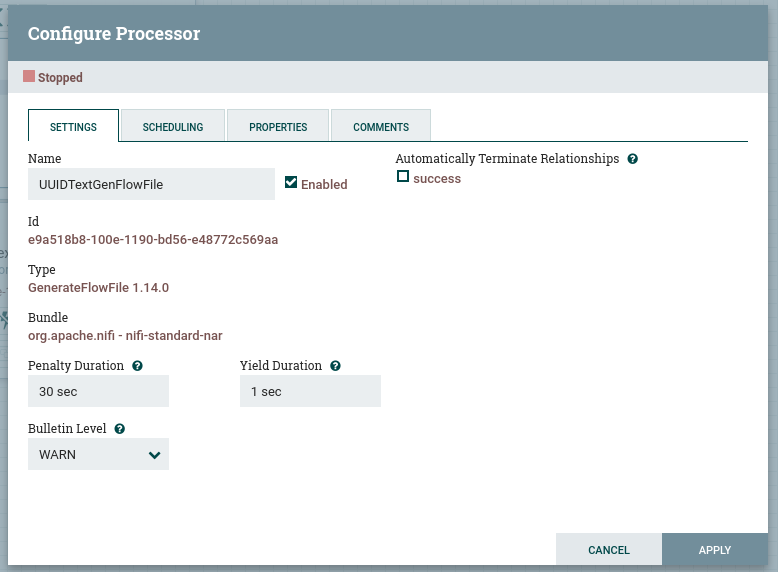 Configure Processor
Stopped
SETTINGS SCHEDULING PROPERTIES COMMENTS
Name
UUIDTextGenFlowFile
Enabled
Automatically Terminate Relationships
success
Id
e9a518b8-100e-1190-bd56-e48772c569aa
Type
GenerateFlowFile 1.14.0
Bundle
org.apache.nifi - nifi-standard-nar
Penalty Duration
30 sec
Yield Duration
1 sec
Bulletin Level
WARN
CANCEL APPLY